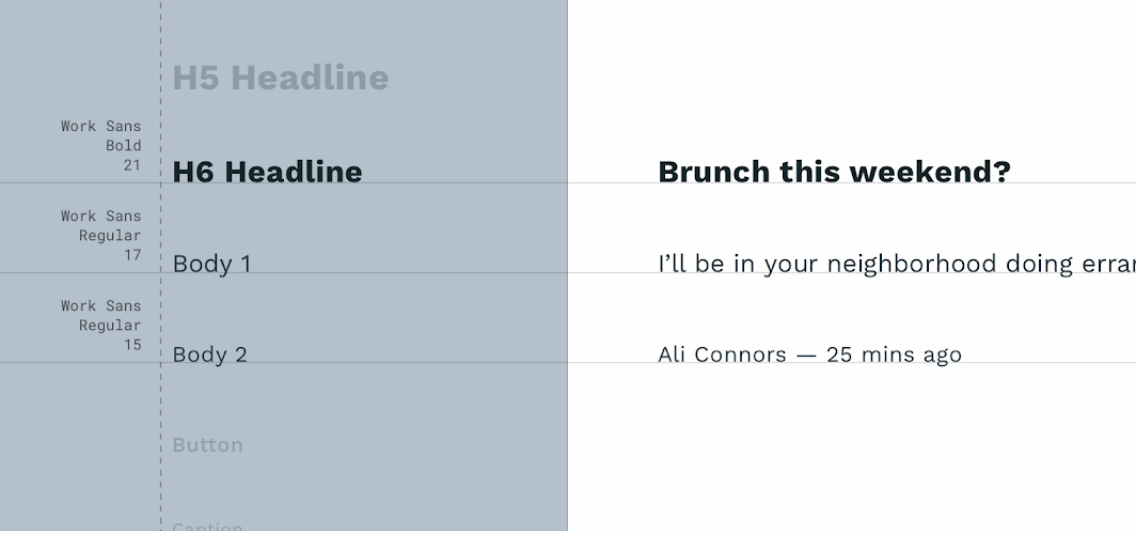 H5 Headline
Work Sans
Bold
21
H6 Headline
Brunch this weekend?
Work Sans
Regular
17
Body 1
I’ll be in your neighborhood doing
Work Sans
Regular
15
Body 2
Ali Connors — 25 mins ago
Button
Caption